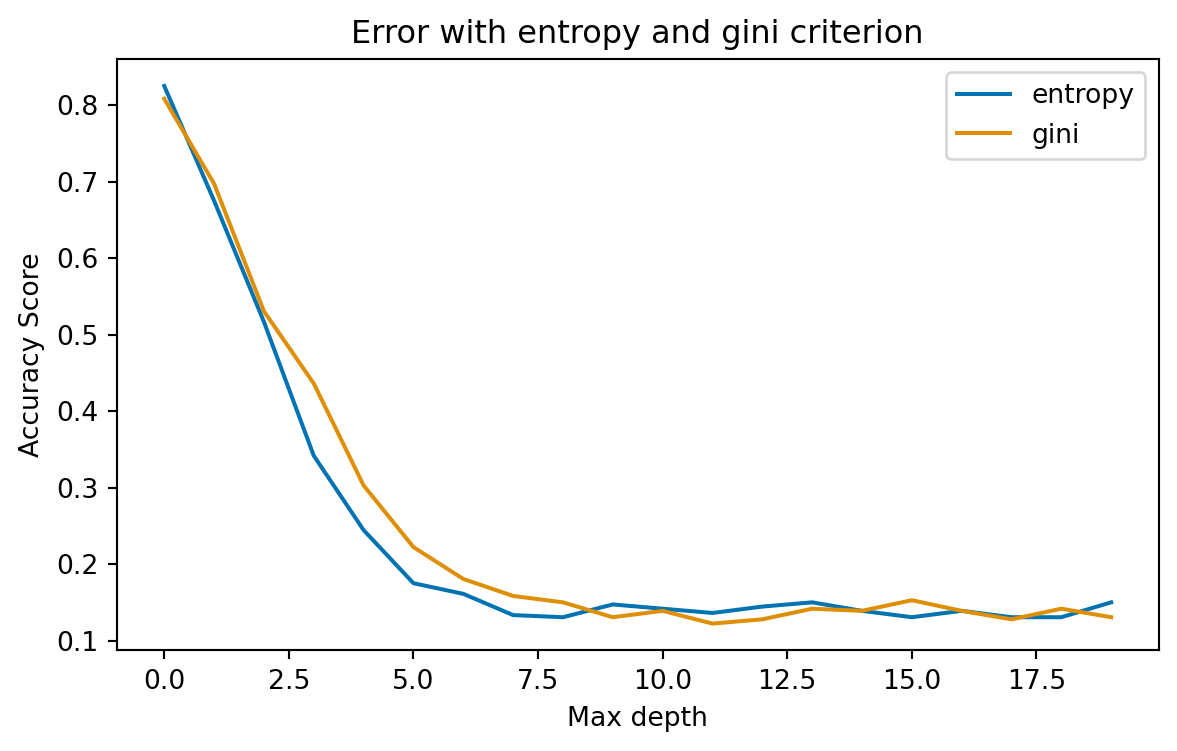 Error with entropy and gini criterion
entropy
gini
Accuracy Score
0.8
0.7
0.6
0.5
0.4
0.3
0.2
0.1
0.0 2.5 5.0 7.5 10.0 12.5 15.0 17.5
Max depth